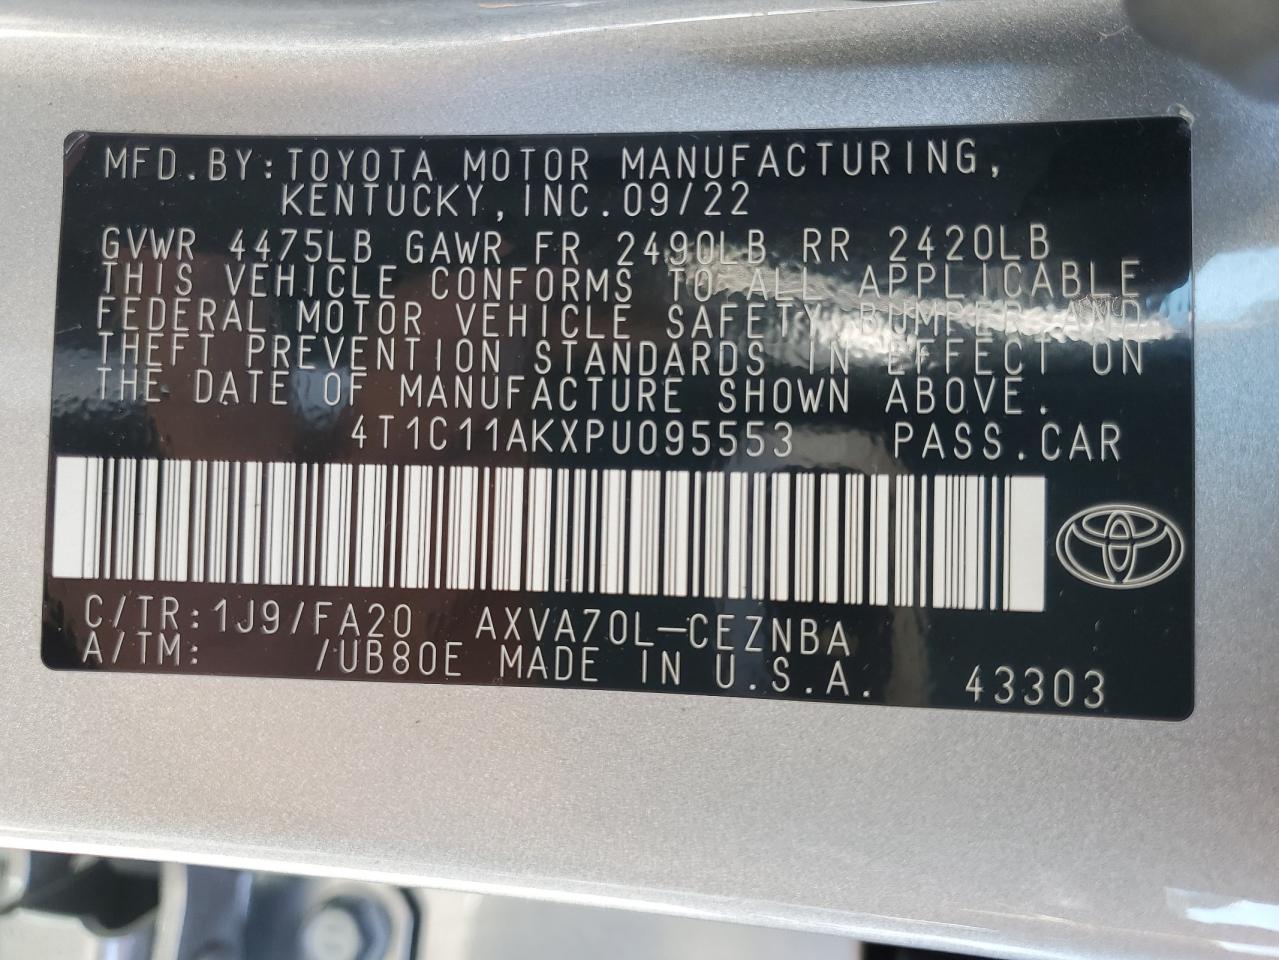 MFD. BY: TOYOTA MOTOR MANUFACTURING,
KENTUCKY, INC. 09/22
GVWR 4475LB GAWR FR 2490LB RR 2420LB
THIS VEHICLE CONFORMS TO ALL APPLICABLE
FEDERAL MOTOR VEHICLE SAFETY BUMPER AND
THEFT PREVENTION STANDARDS IN EFFECT ON
THE DATE OF MANUFACTURE SHOWN ABOVE.
4T1C11AKXPU095553 PASS. CAR
C/TR: 1J9/FA20 AXVA70L-CEZNBA
A/TM: /UB80E MADE IN U.S.A. 43303